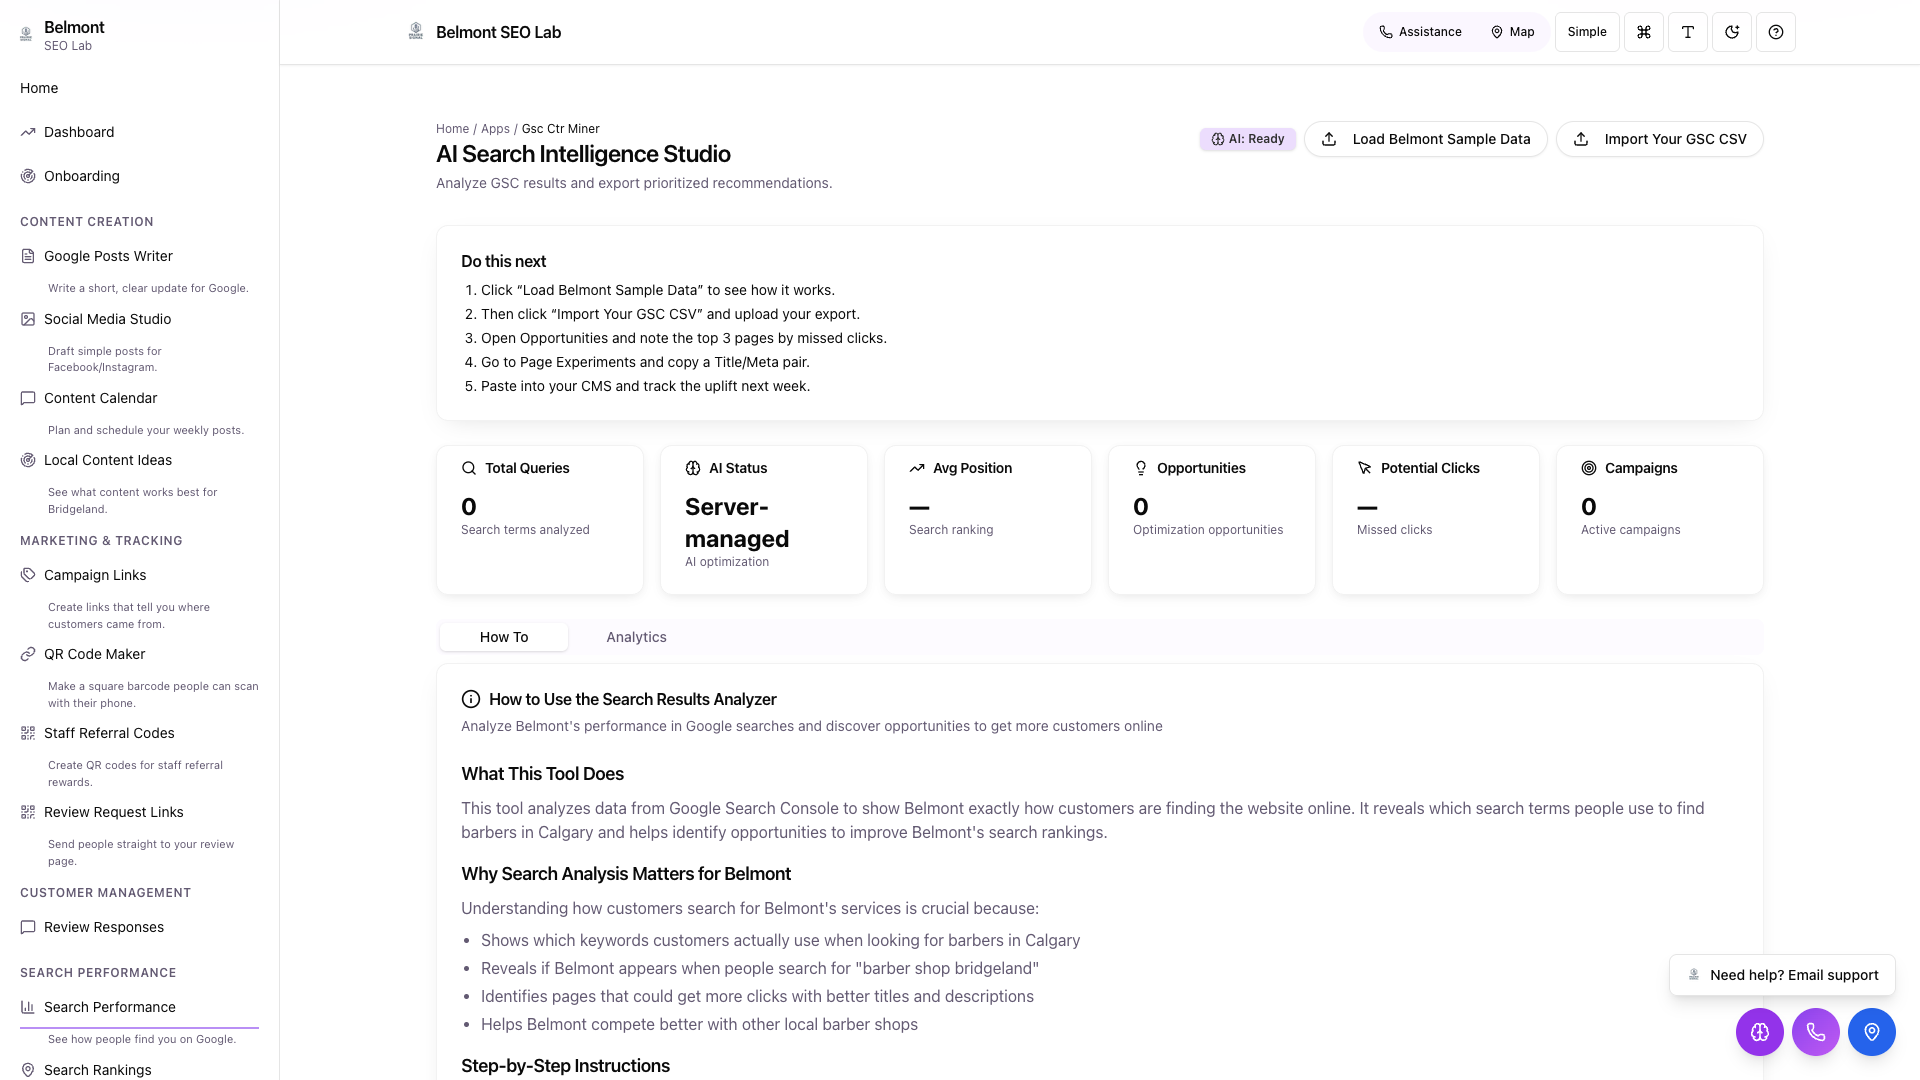 Belmont
SEO Lab
Home
Dashboard
Onboarding
CONTENT CREATION
Google Posts Writer
Write a short, clear update for Google.
Social Media Studio
Draft simple posts for
Facebook/Instagram.
Content Calendar
Plan and schedule your weekly posts.
Local Content Ideas
See what content works best for
Bridgeland.
MARKETING & TRACKING
Campaign Links
Create links that tell you where
customers came from.
QR Code Maker
Make a square barcode people can scan
with their phone.
Staff Referral Codes
Create QR codes for staff referral
rewards.
Review Request Links
Send people straight to your review
page.
CUSTOMER MANAGEMENT
Review Responses
SEARCH PERFORMANCE
Search Performance
See how people find you on Google.
Search Rankings
Belmont SEO Lab
Assistance
Map
Simple
Home / Apps / Gsc Ctr Miner
AI Search Intelligence Studio
Analyze GSC results and export prioritized recommendations.
AI: Ready
Load Belmont Sample Data
Import Your GSC CSV
Do this next
1. Click “Load Belmont Sample Data” to see how it works.
2. Then click “Import Your GSC CSV” and upload your export.
3. Open Opportunities and note the top 3 pages by missed clicks.
4. Go to Page Experiments and copy a Title/Meta pair.
5. Paste into your CMS and track the uplift next week.
Total Queries
0
Search terms analyzed
AI Status
Server-
managed
AI optimization
Avg Position
—
Search ranking
Opportunities
0
Optimization opportunities
Potential Clicks
—
Missed clicks
Campaigns
0
Active campaigns
How To
Analytics
How to Use the Search Results Analyzer
Analyze Belmont's performance in Google searches and discover opportunities to get more customers online
What This Tool Does
This tool analyzes data from Google Search Console to show Belmont exactly how customers are finding the website online. It reveals which search terms people use to find
barbers in Calgary and helps identify opportunities to improve Belmont's search rankings.
Why Search Analysis Matters for Belmont
Understanding how customers search for Belmont's services is crucial because:
• Shows which keywords customers actually use when looking for barbers in Calgary
• Reveals if Belmont appears when people search for "barber shop bridgeland"
• Identifies pages that could get more clicks with better titles and descriptions
• Helps Belmont compete better with other local barber shops
Step-by-Step Instructions
Need help? Email support